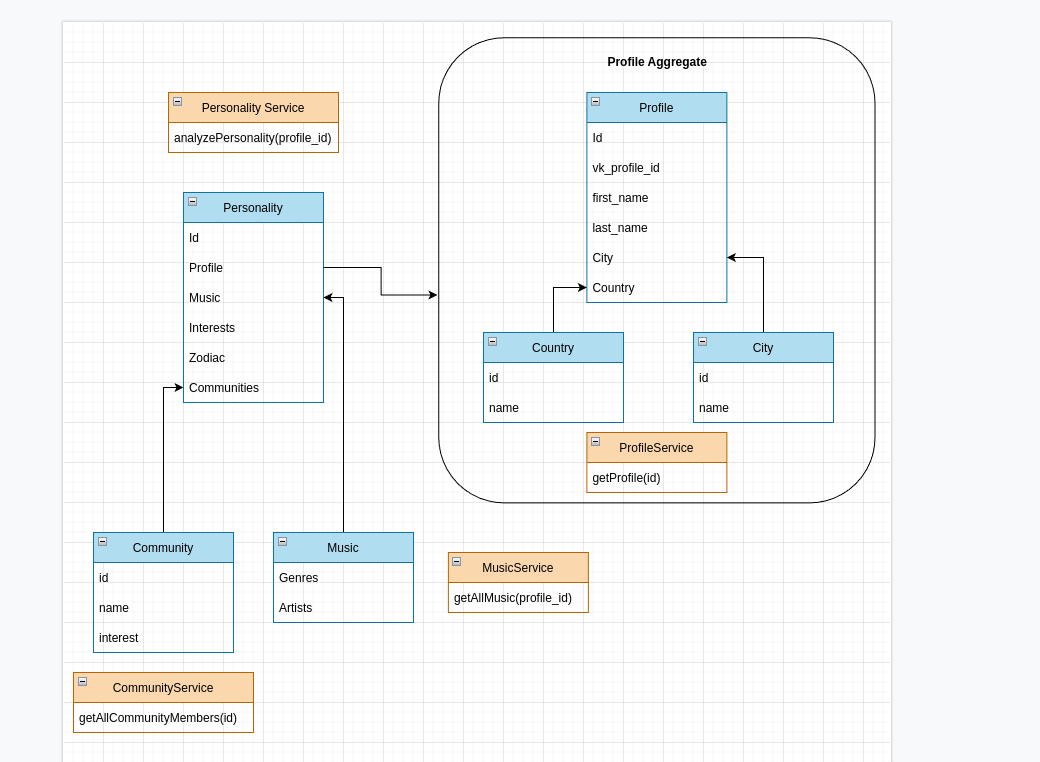 Profile Aggregate
Personality Service
analyzePersonality(profile_id)
Personality
Id
Profile
Music
Interests
Zodiac
Communities
Profile
Id
vk_profile_id
first_name
last_name
City
Country
Country
id
name
City
id
name
ProfileService
getProfile(id)
Community
id
name
interest
Music
Genres
Artists
MusicService
getAllMusic(profile_id)
CommunityService
getAllCommunityMembers(id)